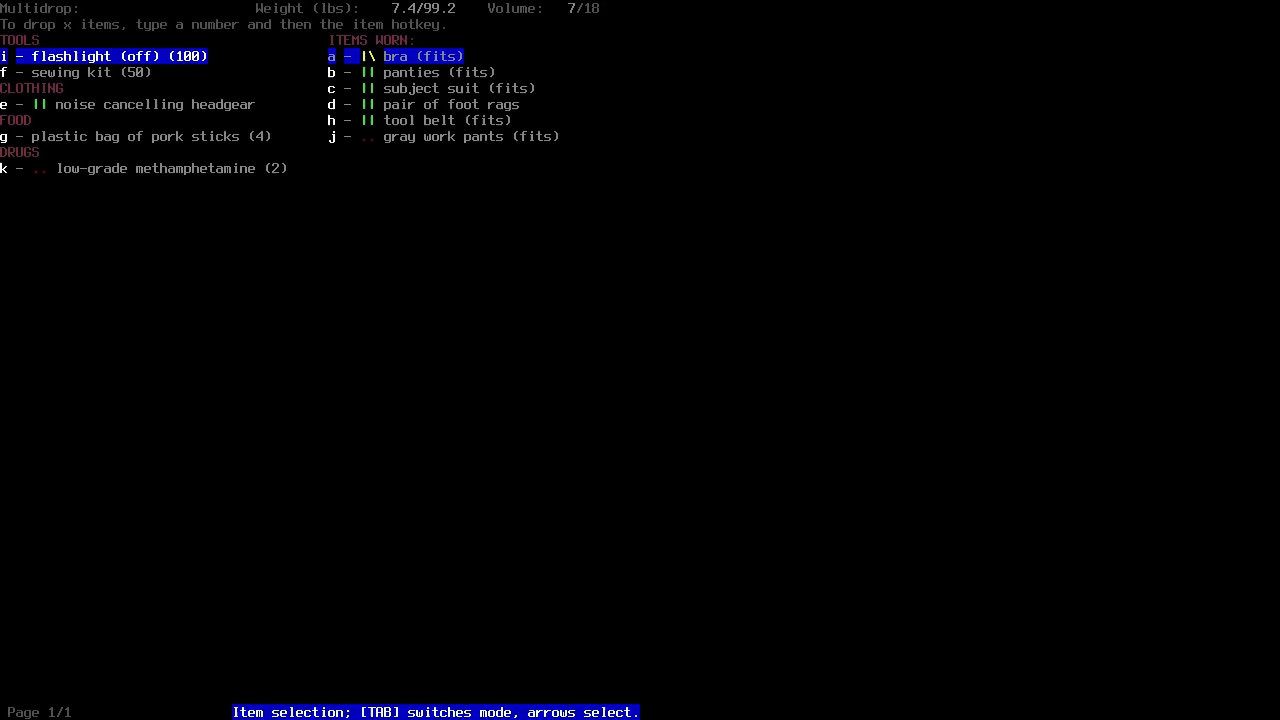 Multidrop: Weight (lbs): 7.4/99.2 Volume: 7/18
To drop x items, type a number and then the item hotkey.
TOOLS
i - flashlight (off) (100)
f - sewing kit (50)
CLOTHING
e - || noise cancelling headgear
FOOD
g - plastic bag of pork sticks (4)
DRUGS
k - .. low-grade methamphetamine (2)
ITEMS WORN:
a - |\ bra (fits)
b - || panties (fits)
c - || subject suit (fits)
d - || pair of foot rags
h - || tool belt (fits)
j - .. gray work pants (fits)
Page 1/1 Item selection; [TAB] switches mode, arrows select.